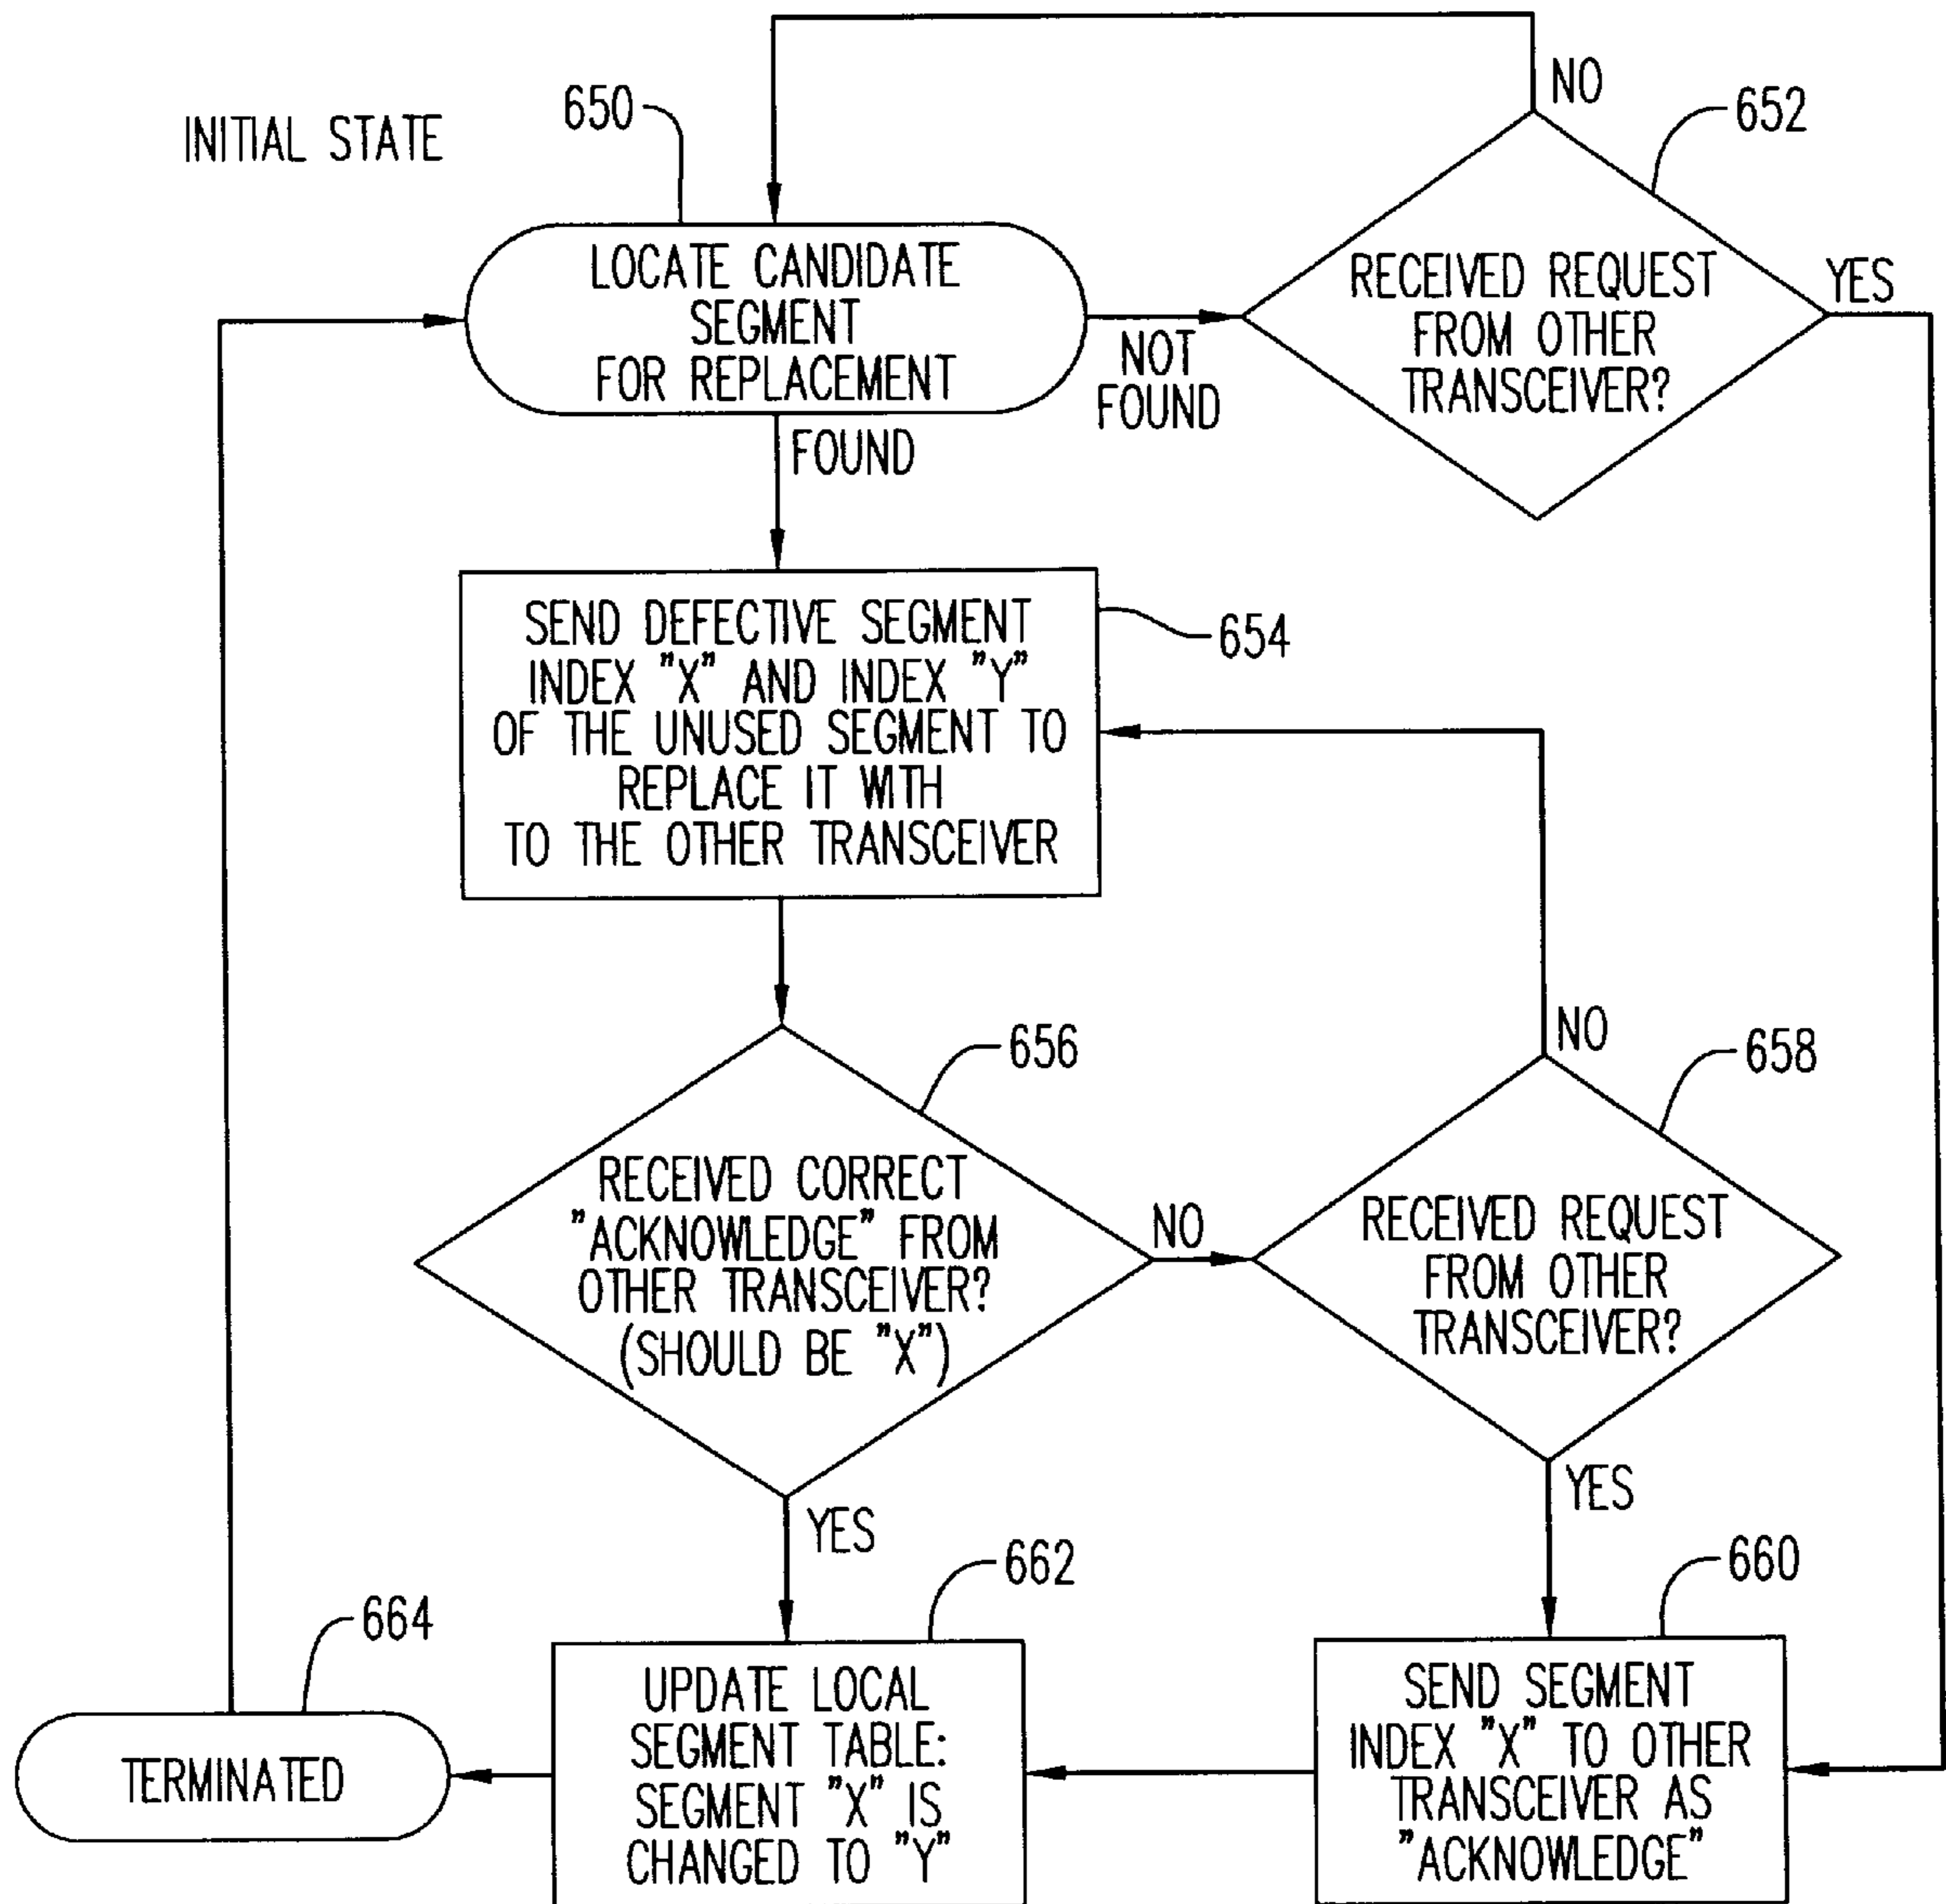 INITIAL STATE
650
NO
652
LOCATE CANDIDATE
SEGMENT
FOR REPLACEMENT
NOT
FOUND
RECEIVED REQUEST
FROM OTHER
TRANSCEIVER?
YES
FOUND
SEND DEFECTIVE SEGMENT
INDEX "X" AND INDEX "Y"
OF THE UNUSED SEGMENT TO
REPLACE IT WITH
TO THE OTHER TRANSCEIVER
654
656
NO
658
RECEIVED CORRECT
"ACKNOWLEDGE" FROM
OTHER TRANSCEIVER?
(SHOULD BE "X")
NO
RECEIVED REQUEST
FROM OTHER
TRANSCEIVER?
YES
YES
664
662
660
TERMINATED
UPDATE LOCAL
SEGMENT TABLE:
SEGMENT "X" IS
CHANGED TO "Y"
SEND SEGMENT
INDEX "X" TO OTHER
TRANSCEIVER AS
"ACKNOWLEDGE"